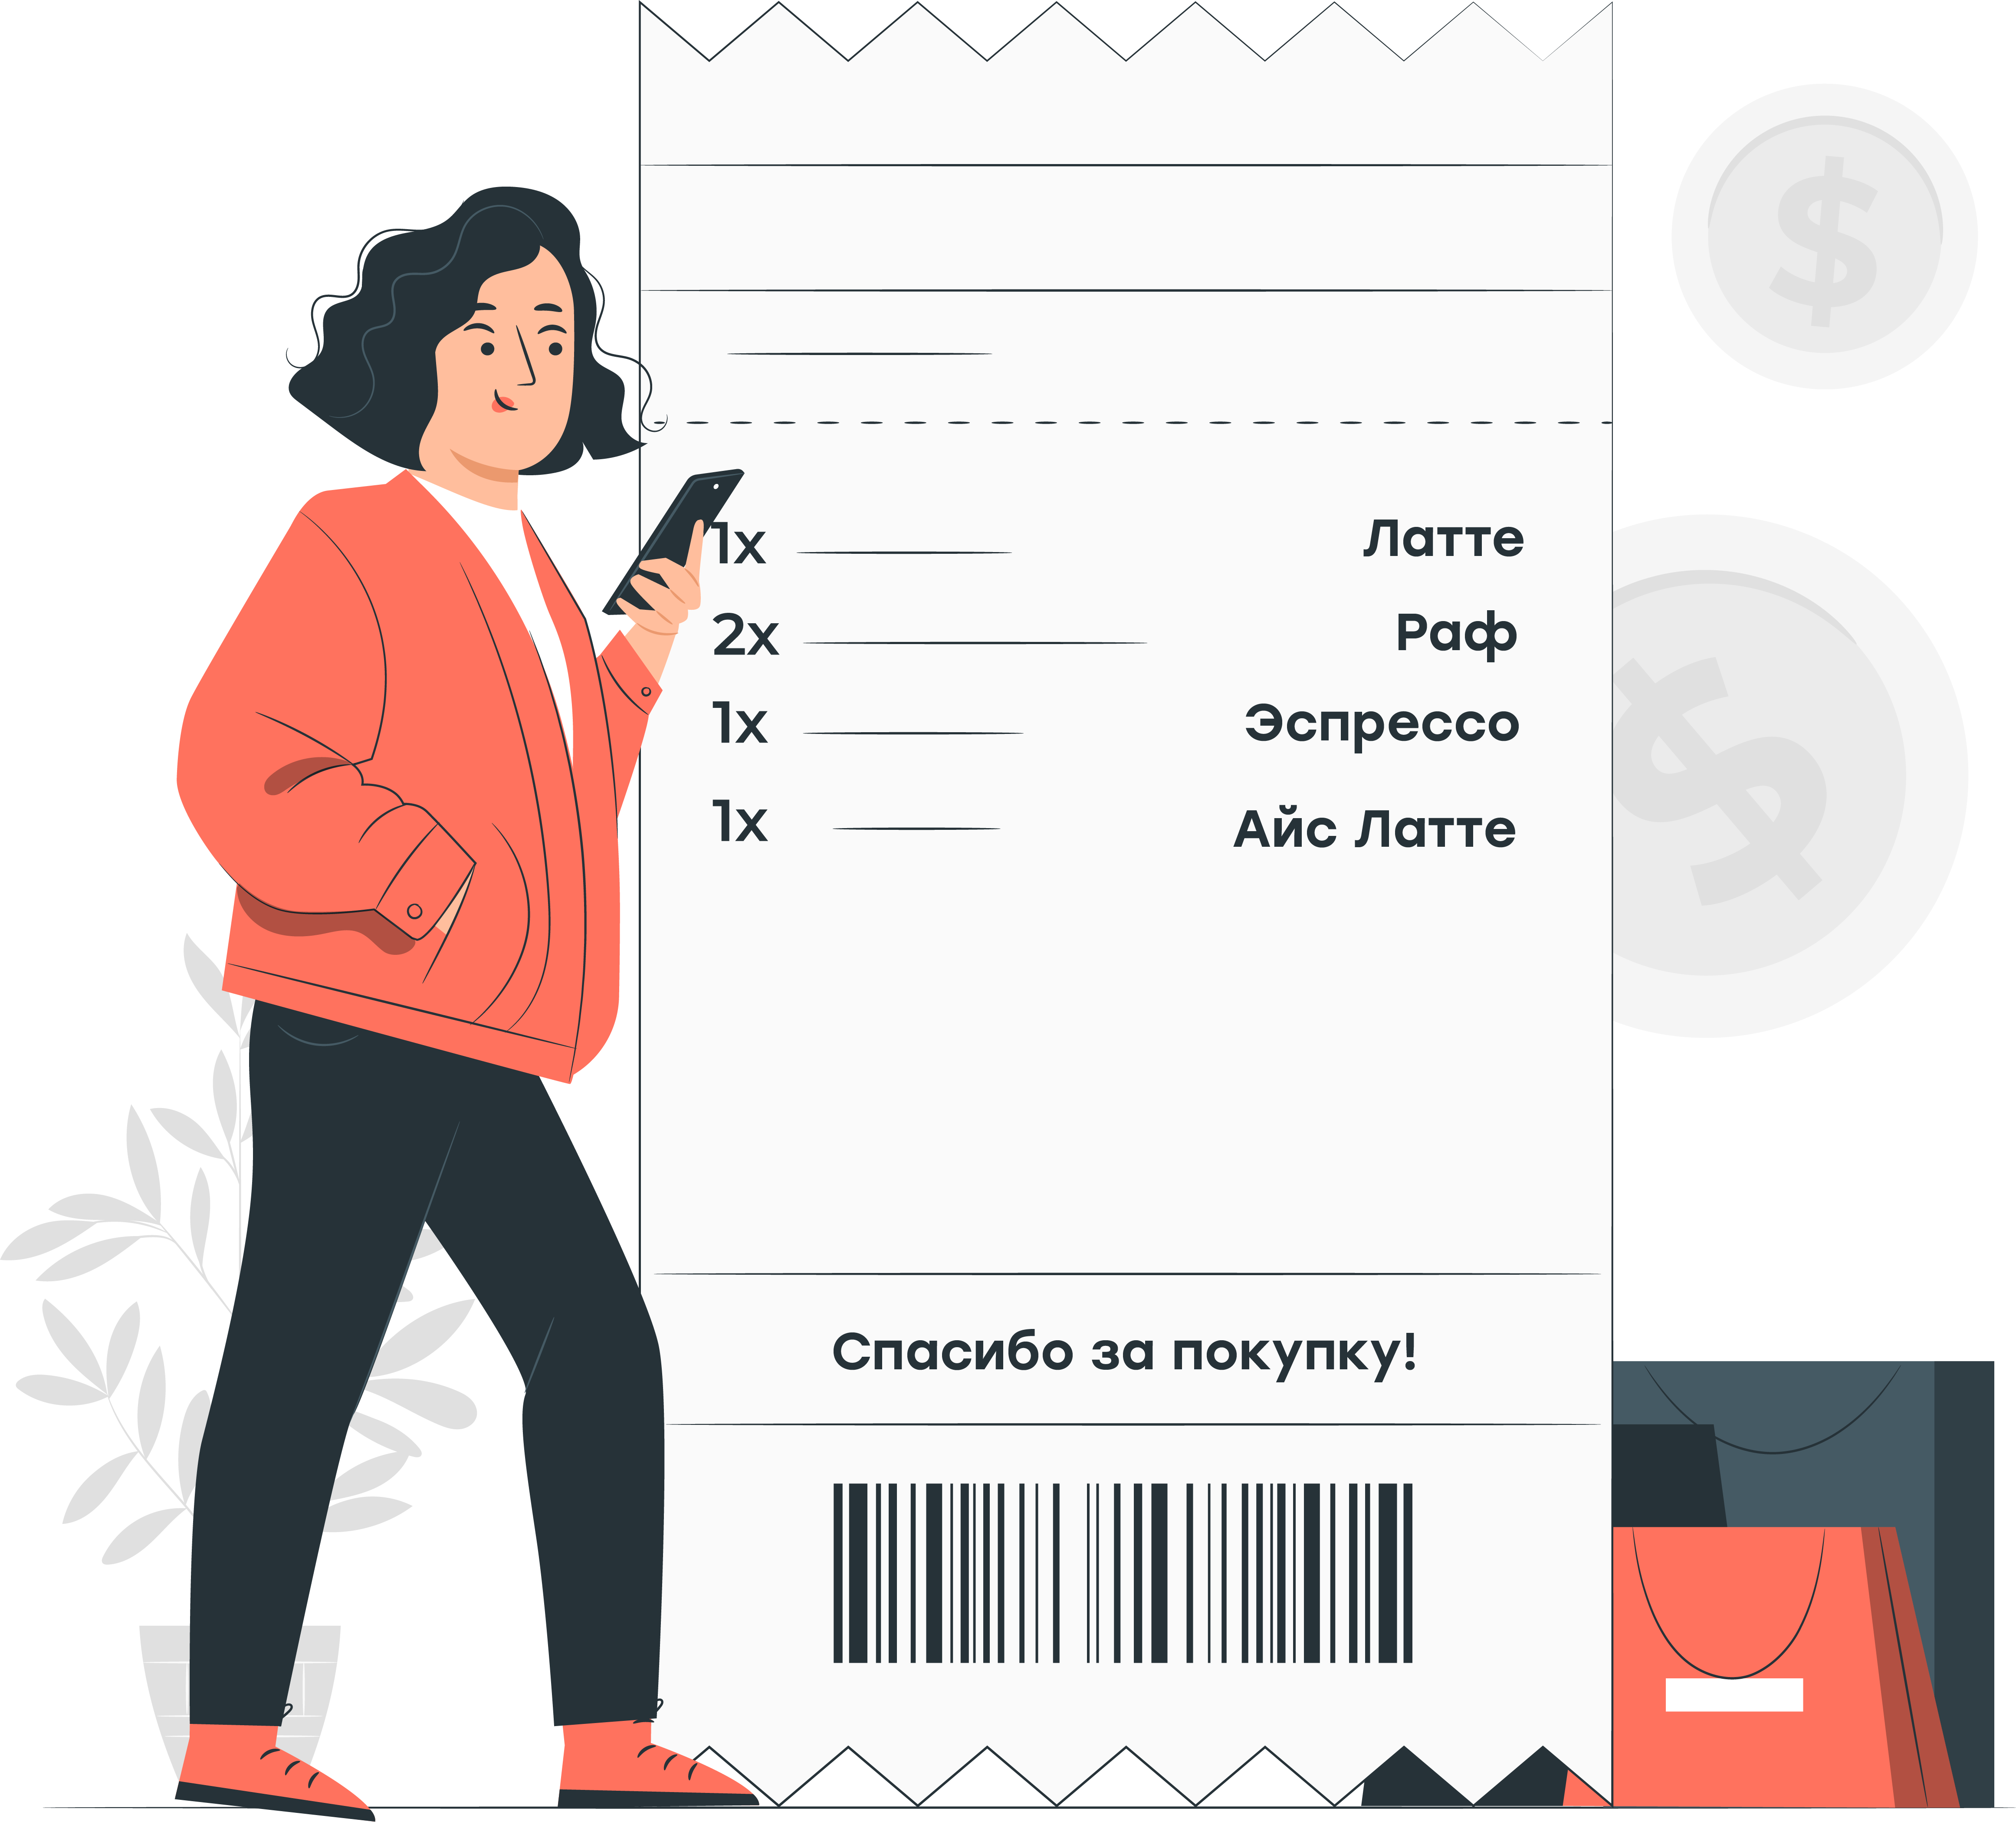 1x Латте
2x Раф
1x Эспрессо
1x Айс Латте
Спасибо за покупку!